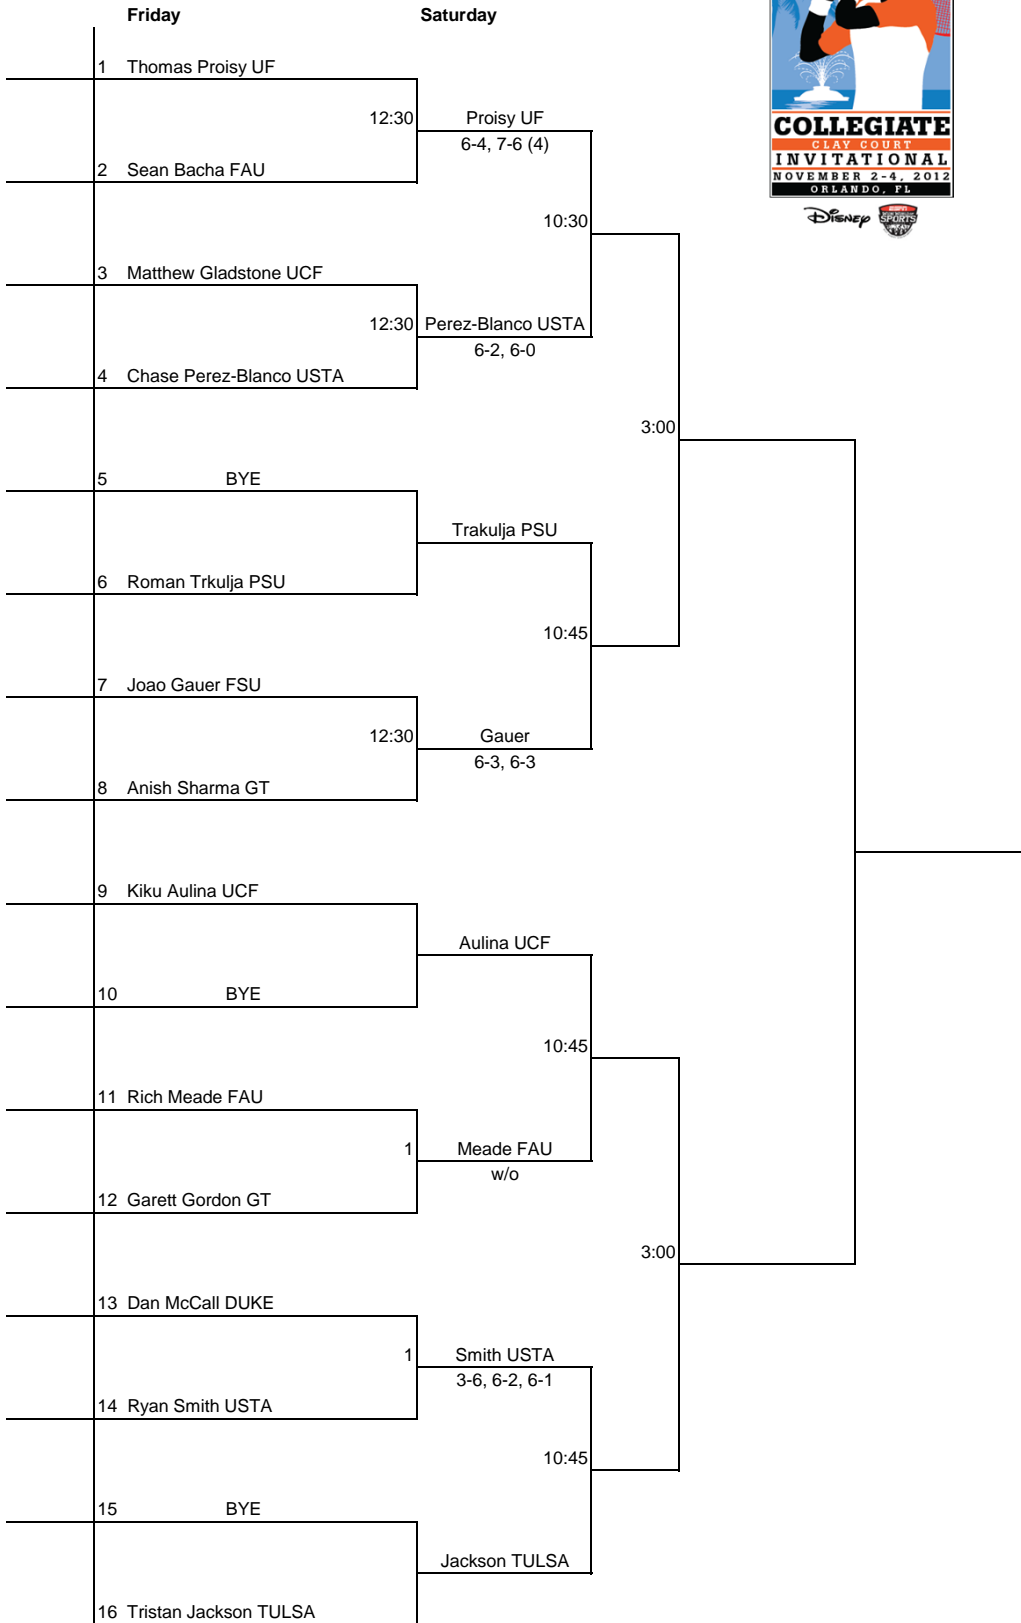 Friday Saturday
1 Thomas Proisy UF
12:30 Proisy UF
6-4, 7-6 (4)
2 Sean Bacha FAU
COLLEGIATE
CLAY COURT
INVITATIONAL
NOVEMBER 2-4, 2012
ORLANDO, FL
Disney ESPN
SPORTS
10:30
3 Matthew Gladstone UCF
12:30 Perez-Blanco USTA
6-2, 6-0
4 Chase Perez-Blanco USTA
3:00
5 BYE
Trakulja PSU
6 Roman Trkulja PSU
10:45
7 Joao Gauer FSU
12:30 Gauer
6-3, 6-3
8 Anish Sharma GT
9 Kiku Aulina UCF
Aulina UCF
10 BYE
10:45
11 Rich Meade FAU
1 Meade FAU
w/o
12 Garett Gordon GT
3:00
13 Dan McCall DUKE
1 Smith USTA
3-6, 6-2, 6-1
14 Ryan Smith USTA
10:45
15 BYE
Jackson TULSA
16 Tristan Jackson TULSA